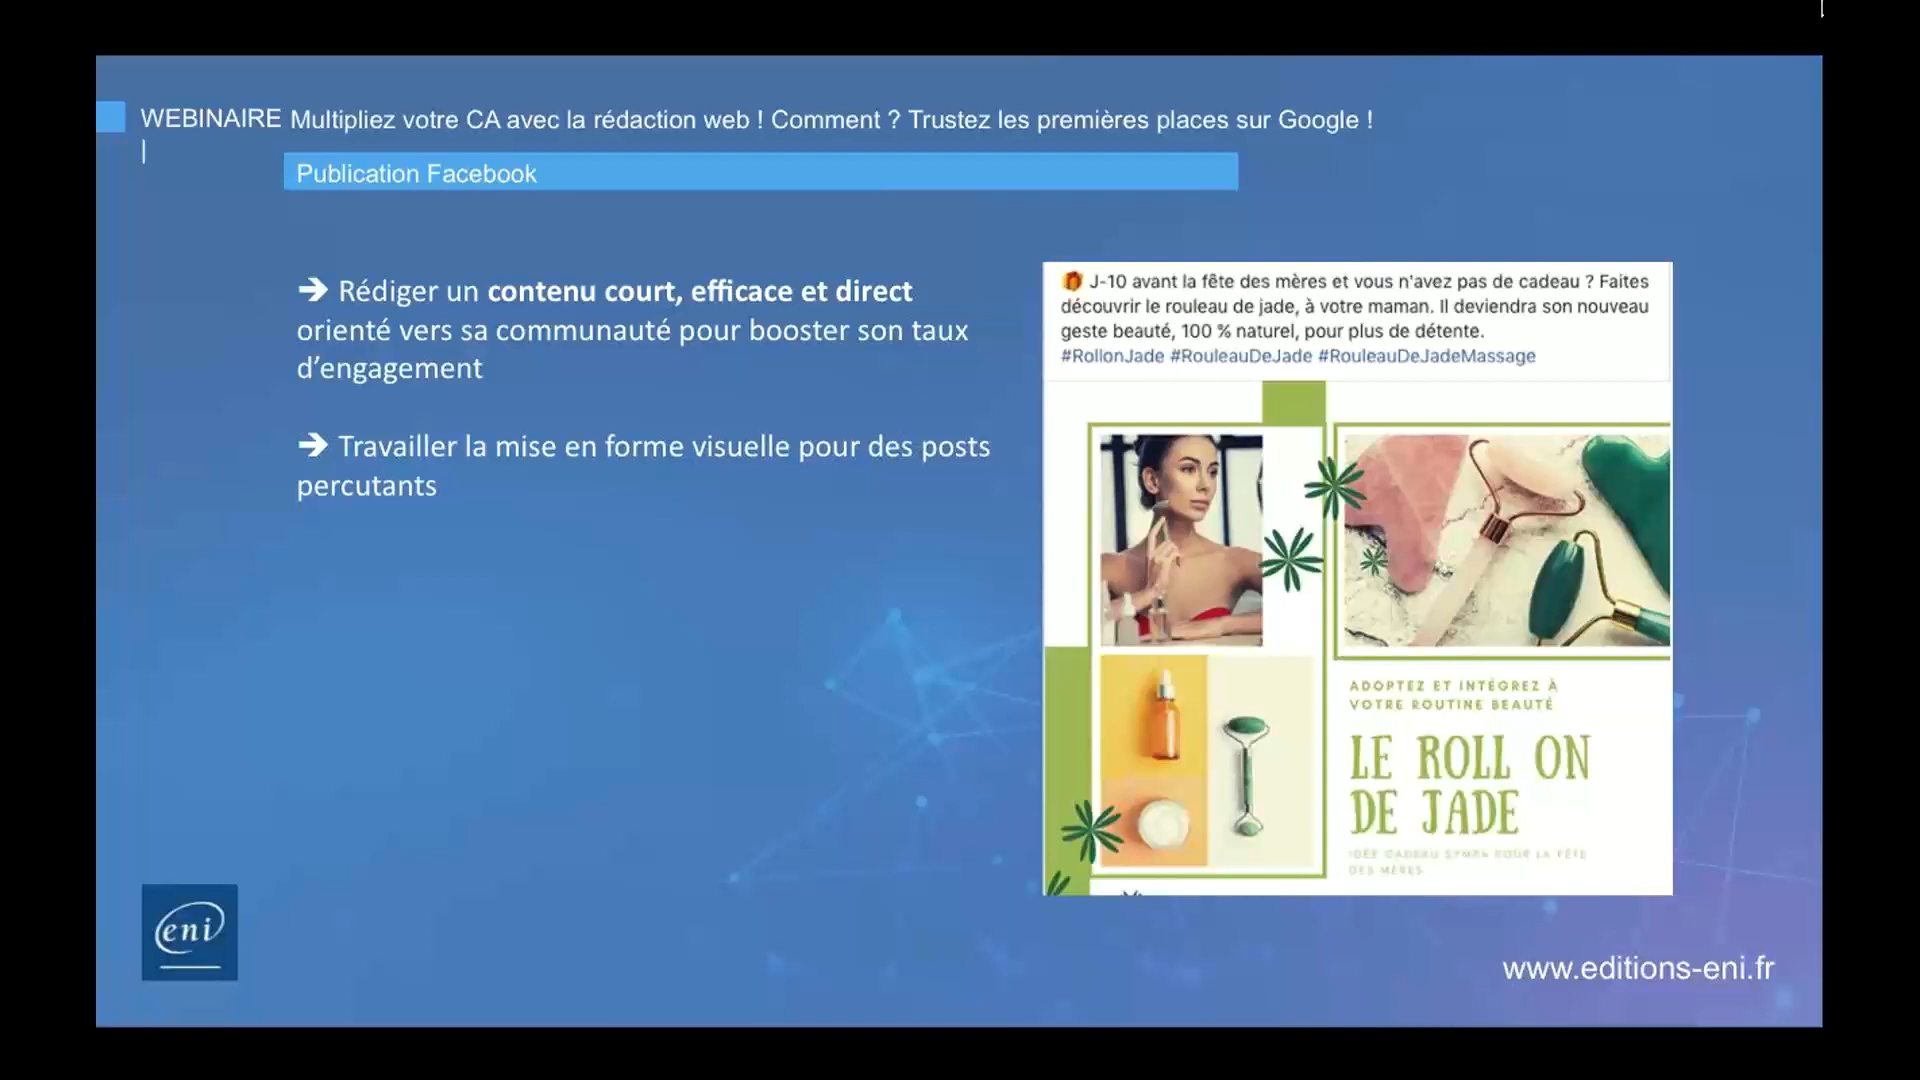 WEBINAIRE Multipliez votre CA avec la rédaction web ! Comment ? Trustez les premières places sur Google !
Publication Facebook
➔ Rédiger un contenu court, efficace et direct
orienté vers sa communauté pour booster son taux
d’engagement
➔ Travailler la mise en forme visuelle pour des posts
percutants
🎁 J-10 avant la fête des mères et vous n'avez pas de cadeau ? Faites
découvrir le rouleau de jade, à votre maman. Il deviendra son nouveau
geste beauté, 100 % naturel, pour plus de détente.
#RollonJade #RouleauDeJade #RouleauDeJadeMassage
ADOPTEZ ET INTÉGREZ À
VOTRE ROUTINE BEAUTÉ
LE ROLL ON
DE JADE
IDÉE CADEAU SYMPA POUR LA FÊTE
DES MÈRES
eni
www.editions-eni.fr